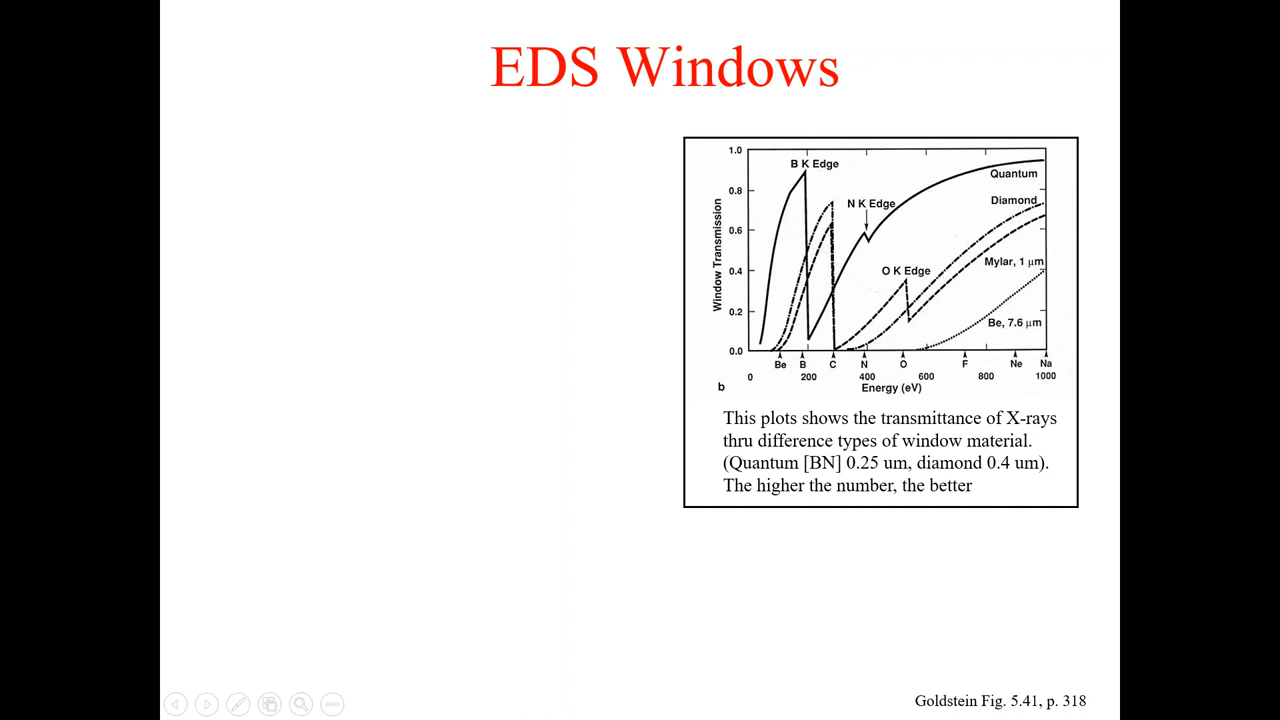 EDS Windows
1.0
0.8
0.6
0.4
0.2
0.0
Window Transmission
B K Edge
N K Edge
O K Edge
Quantum
Diamond
Mylar, 1 μm
Be, 7.6 μm
Be B C N O F Ne Na
0 200 400 600 800 1000
Energy (eV)
b
This plots shows the transmittance of X-rays
thru difference types of window material.
(Quantum [BN] 0.25 um, diamond 0.4 um).
The higher the number, the better
Goldstein Fig. 5.41, p. 318